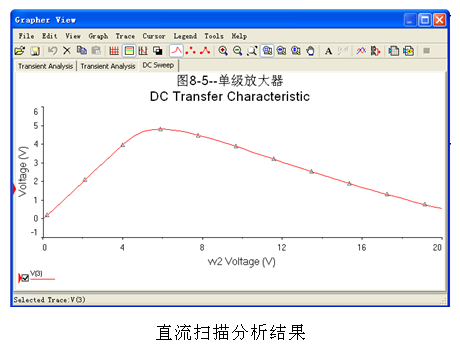 Grapher View
File Edit View Graph Trace Cursor Legend Tools Help
Transient Analysis Transient Analysis DC Sweep
图8-5--单级放大器
DC Transfer Characteristic
Voltage (V)
6
5
4
3
2
1
0
-1
0 4 8 12 16 20
vv2 Voltage (V)
V(3)
Selected Trace:V(3)
直流扫描分析结果